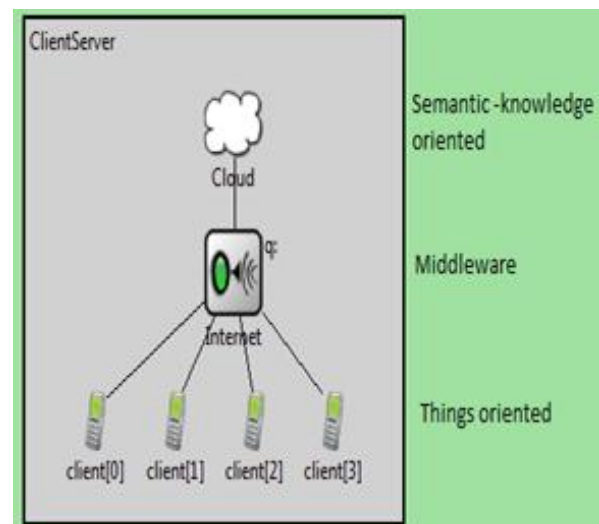 ClientServer
Semantic -knowledge
oriented
Cloud
q:
Middleware
Internet
Things oriented
client[0] client[1] client[2] client[3]